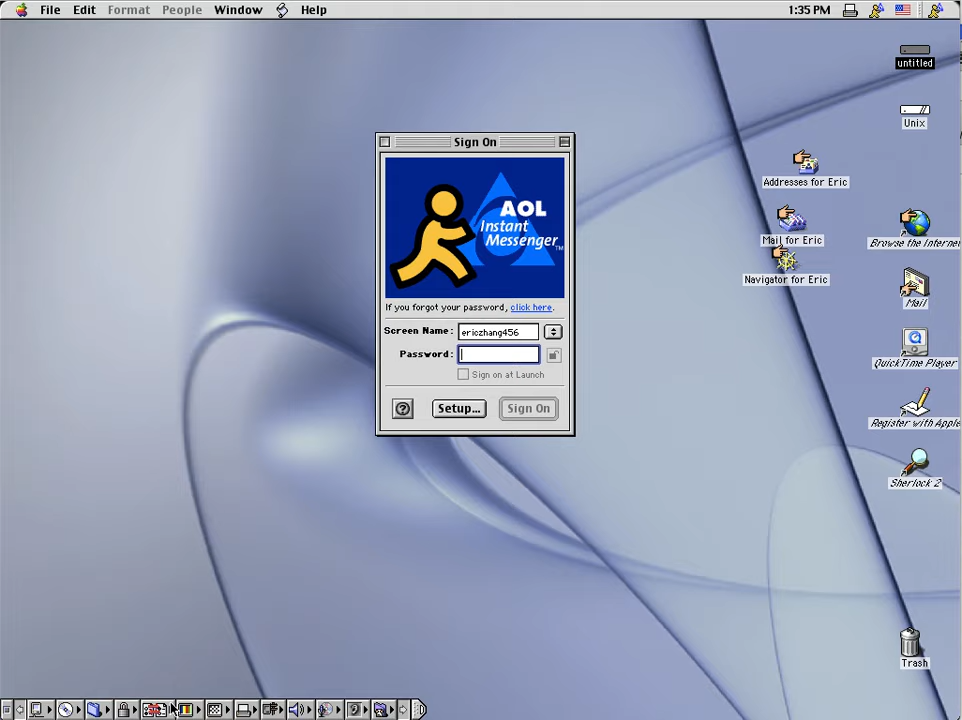 File Edit Format People Window Help 1:35 PM
untitled
Unix
Sign On
Addresses for Eric
AOL
Instant
Messenger™
Mail for Eric
Browse the Interne
Navigator for Eric
Mail
If you forgot your password, click here.
Screen Name: ericzhang456
Password:
QuickTime Player
Sign on at Launch
? Setup... Sign On
Register with Apple
Sherlock 2
Trash